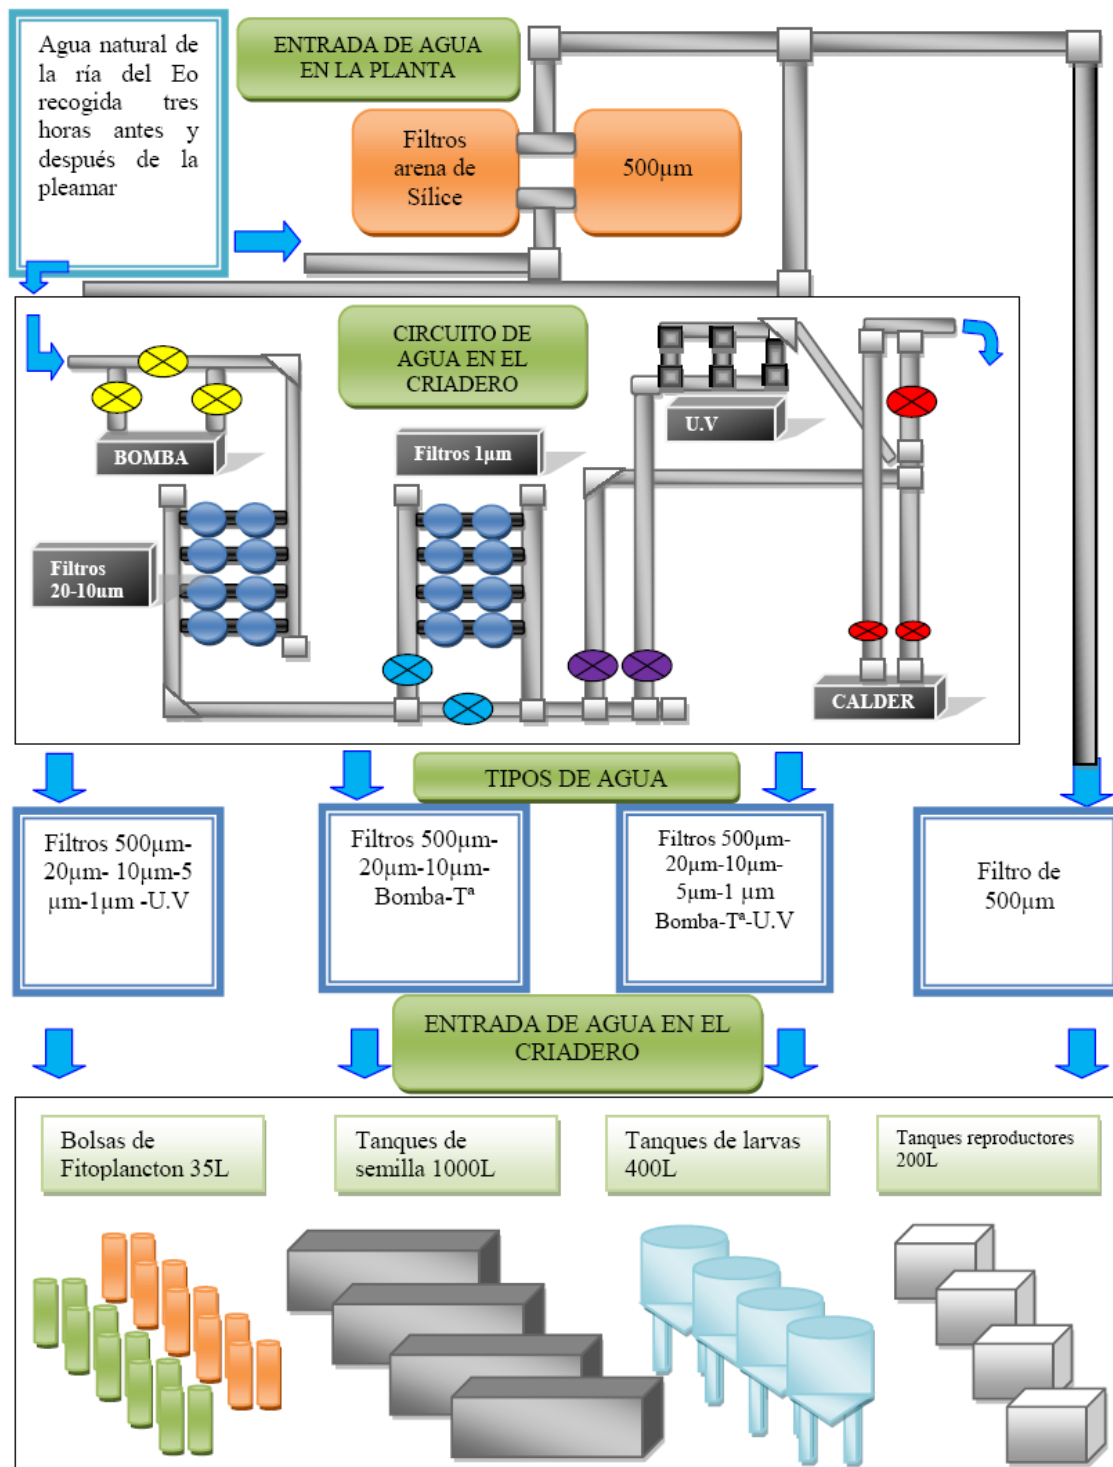 Agua natural de
la ría del Eo
recogida tres
horas antes y
después de la
pleamar
ENTRADA DE AGUA
EN LA PLANTA
Filtros
arena de
Sílice
500µm
CIRCUITO DE
AGUA EN EL
CRIADERO
BOMBA
Filtros 1µm
U.V
Filtros
20-10µm
CALDER
TIPOS DE AGUA
Filtros 500µm-
20µm- 10µm-5
µm-1µm -U.V
Filtros 500µm-
20µm-10µm-
Bomba-Tª
Filtros 500µm-
20µm-10µm-
5µm-1 µm
Bomba-Tª-U.V
Filtro de
500µm
ENTRADA DE AGUA EN EL
CRIADERO
Bolsas de
Fitoplancton 35L
Tanques de
semilla 1000L
Tanques de larvas
400L
Tanques reproductores
200L